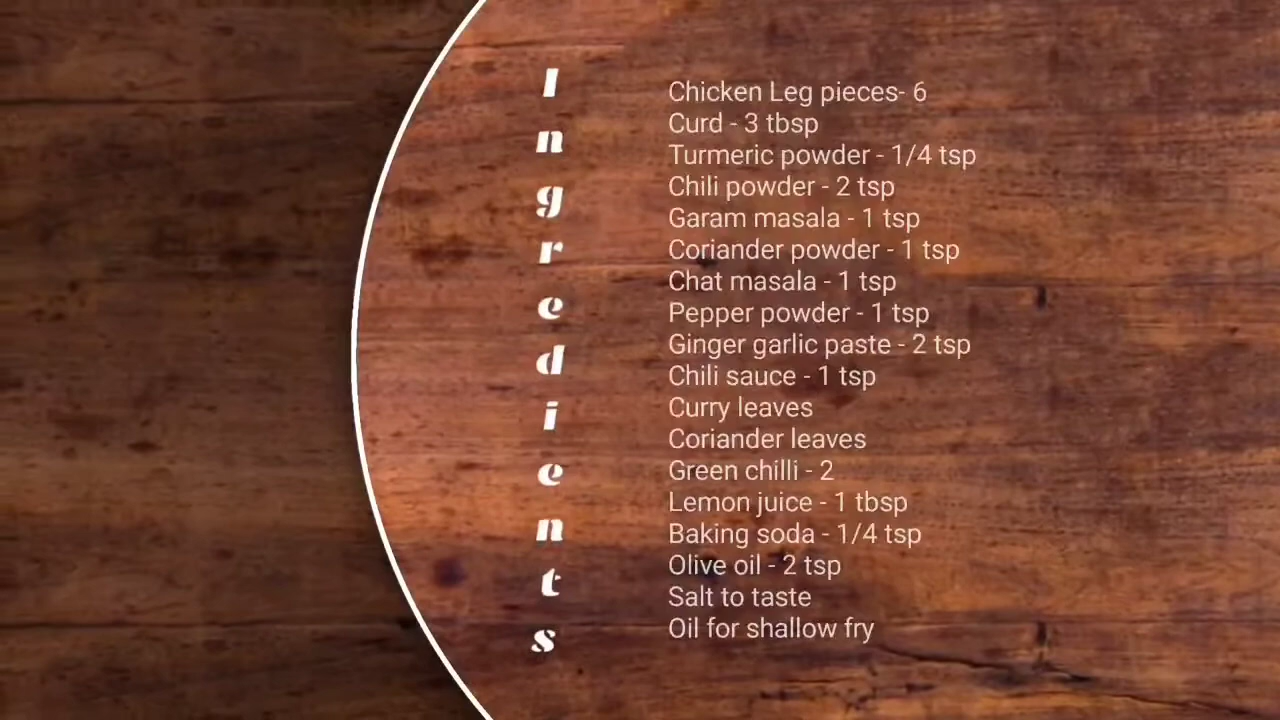 Ingredients
Chicken Leg pieces- 6
Curd - 3 tbsp
Turmeric powder - 1/4 tsp
Chili powder - 2 tsp
Garam masala - 1 tsp
Coriander powder - 1 tsp
Chat masala - 1 tsp
Pepper powder - 1 tsp
Ginger garlic paste - 2 tsp
Chili sauce - 1 tsp
Curry leaves
Coriander leaves
Green chilli - 2
Lemon juice - 1 tbsp
Baking soda - 1/4 tsp
Olive oil - 2 tsp
Salt to taste
Oil for shallow fry